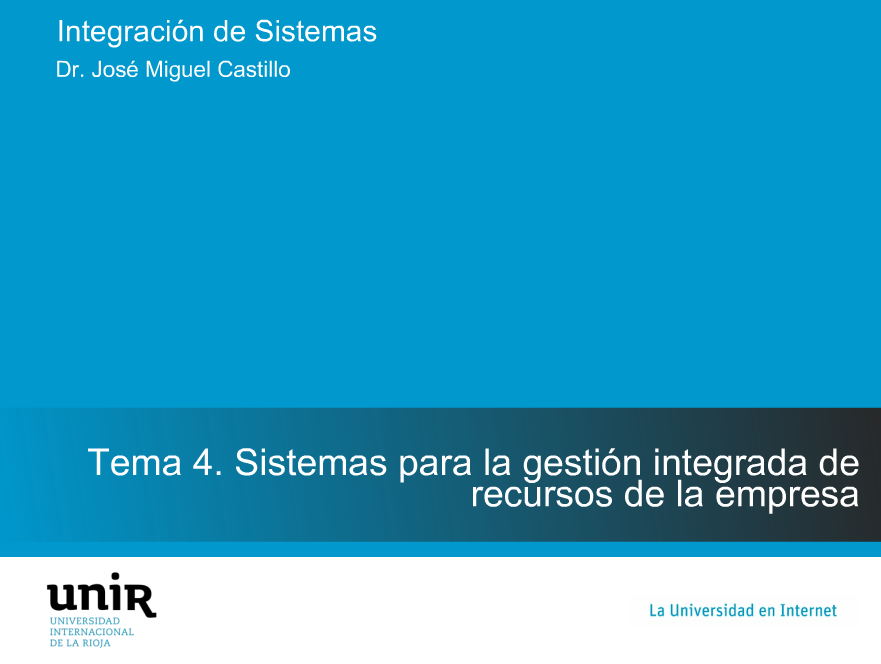 Integración de Sistemas
Dr. José Miguel Castillo
Tema 4. Sistemas para la gestión integrada de
recursos de la empresa
unir
UNIVERSIDAD
INTERNACIONAL
DE LA RIOJA
La Universidad en Internet